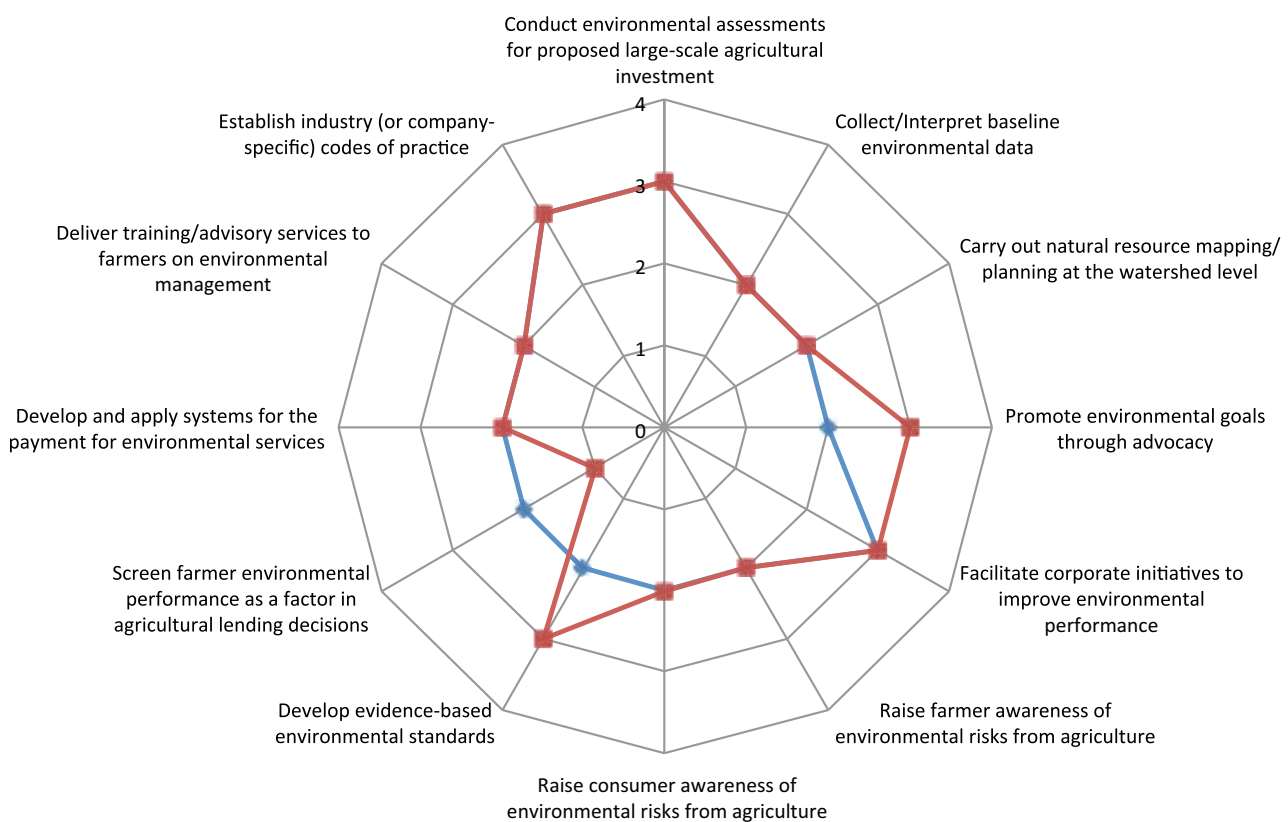 Conduct environmental assessments
for proposed large-scale agricultural
investment
Collect/Interpret baseline
environmental data
Carry out natural resource mapping/
planning at the watershed level
Promote environmental goals
through advocacy
Facilitate corporate initiatives to
improve environmental
performance
Raise farmer awareness of
environmental risks from agriculture
Raise consumer awareness of
environmental risks from agriculture
Develop evidence-based
environmental standards
Screen farmer environmental
performance as a factor in
agricultural lending decisions
Develop and apply systems for the
payment for environmental services
Deliver training/advisory services to
farmers on environmental
management
Establish industry (or company-
specific) codes of practice
4
3
2
1
0